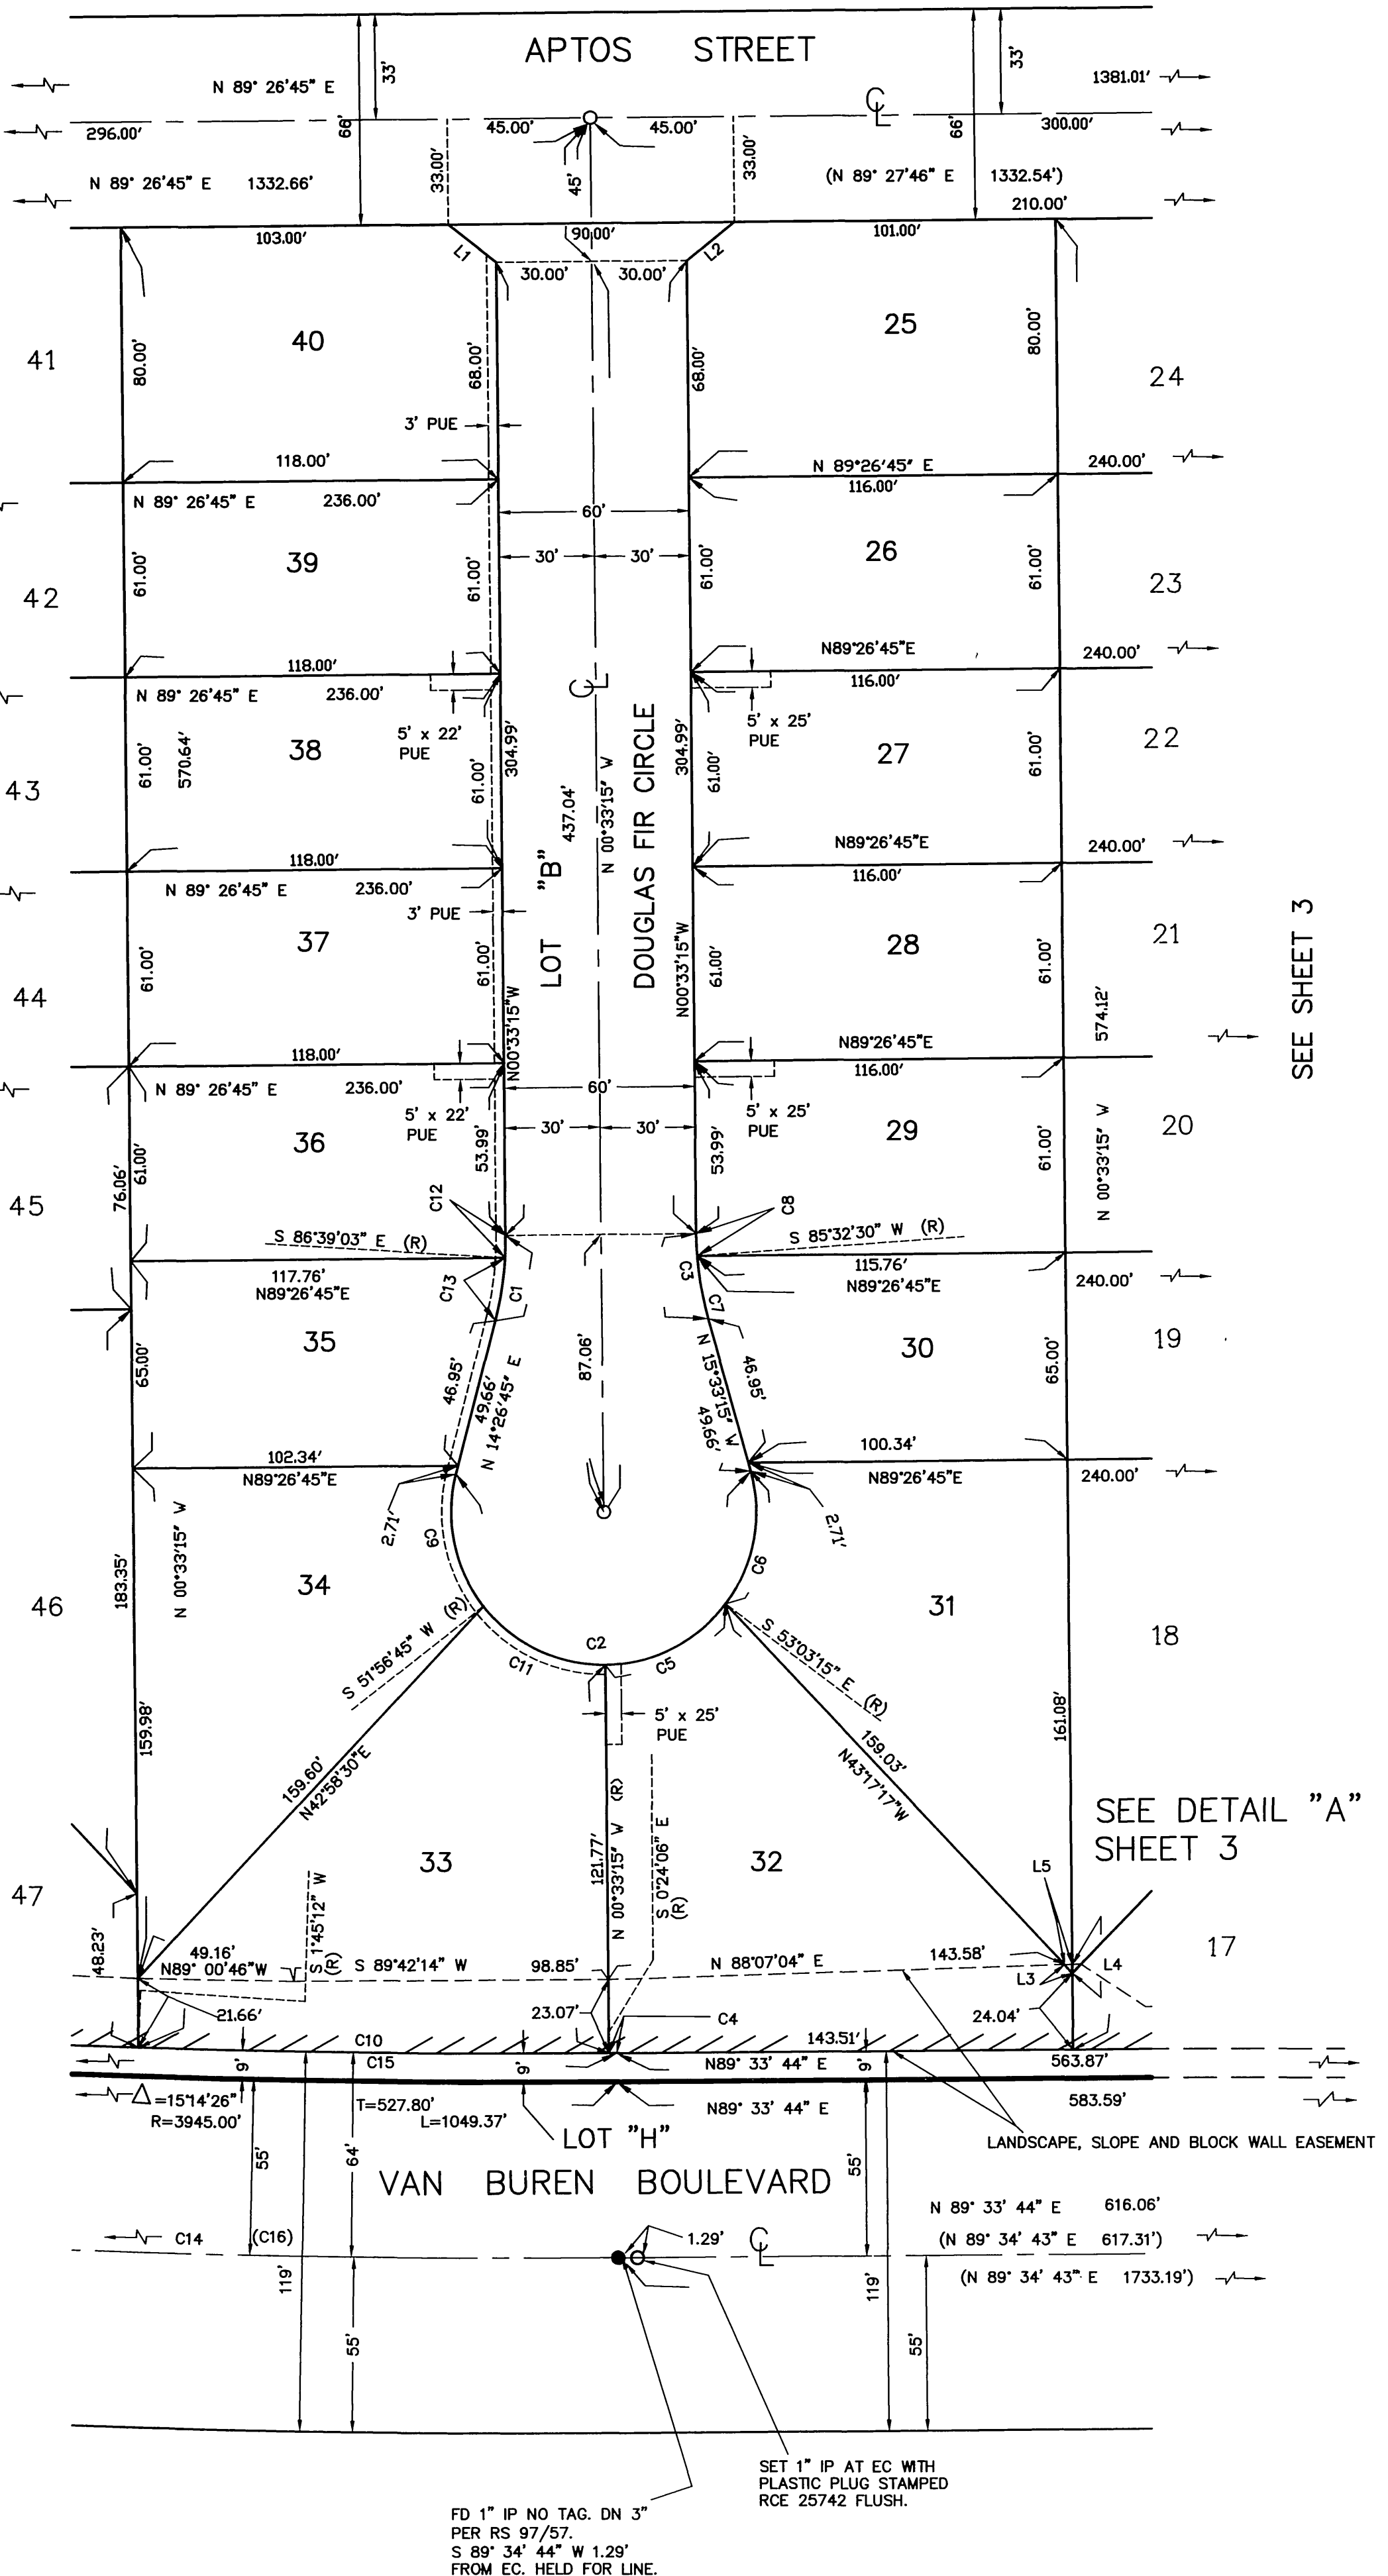 APTOS STREET
33'
33'
1381.01'
N 89° 26'45" E
66'
66'
296.00'
45.00'
45.00'
CL
300.00'
33.00'
33.00'
45'
N 89° 26'45" E 1332.66'
(N 89° 27'46" E 1332.54')
210.00'
103.00'
90.00'
101.00'
L1
L2
30.00'
30.00'
40
25
41
24
80.00'
68.00'
68.00'
80.00'
3' PUE
118.00'
N 89°26'45" E
240.00'
N 89° 26'45" E 236.00'
116.00'
60'
39
30'
30'
26
42
23
61.00'
61.00'
61.00'
61.00'
118.00'
N89°26'45"E
240.00'
N 89° 26'45" E 236.00'
116.00'
CL
5' x 22'
PUE
5' x 25'
PUE
38
27
43
22
61.00'
570.64'
61.00'
304.99'
304.99'
61.00'
61.00'
437.04'
N 00°33'15" W
LOT "B"
DOUGLAS FIR CIRCLE
118.00'
N89°26'45"E
240.00'
N 89° 26'45" E 236.00'
116.00'
3' PUE
37
28
44
21
61.00'
61.00'
N00°33'15"W
N00°33'15"W
61.00'
61.00'
574.12'
SEE SHEET 3
118.00'
N89°26'45"E
N 89° 26'45" E 236.00'
116.00'
60'
5' x 22'
PUE
5' x 25'
PUE
36
30'
30'
29
45
20
76.06'
61.00'
53.99'
53.99'
61.00'
N 00°33'15" W
C12
C8
S 86°39'03" E (R)
S 85°32'30" W (R)
117.76'
N89°26'45"E
115.76'
N89°26'45"E
240.00'
C13
C1
C3
C7
35
30
19
65.00'
46.95'
49.66'
N 14°26'45" E
87.06'
N 15°33'15" W
49.66'
46.95'
65.00'
102.34'
N89°26'45"E
100.34'
N89°26'45"E
240.00'
2.71'
2.71'
C9
C6
N 00°33'15" W
34
31
46
18
183.35'
S 51°56'45" W (R)
S 53°03'15" E (R)
C2
C11
C5
5' x 25'
PUE
159.98'
161.08'
159.60'
N42°58'30"E
159.03'
N43°17'17"W
SEE DETAIL "A"
SHEET 3
121.77'
N 00°33'15" W (R)
S 0°24'06" E
(R)
33
32
47
17
L5
48.23'
49.16'
N89° 00'46"W
S 1°45'12" W
(R)
S 89°42'14" W
98.85'
N 88°07'04" E
143.58'
L3
L4
21.66'
23.07'
C4
24.04'
C10
143.51'
9'
C15
9'
N89° 33' 44" E
9'
563.87'
Δ=15°14'26"
R=3945.00'
T=527.80'
L=1049.37'
N89° 33' 44" E
583.59'
LOT "H"
LANDSCAPE, SLOPE AND BLOCK WALL EASEMENT
55'
64'
55'
VAN BUREN BOULEVARD
N 89° 33' 44" E 616.06'
C14
(C16)
1.29'
CL
(N 89° 34' 43" E 617.31')
(N 89° 34' 43" E 1733.19')
119'
119'
55'
55'
SET 1" IP AT EC WITH
PLASTIC PLUG STAMPED
RCE 25742 FLUSH.
FD 1" IP NO TAG. DN 3"
PER RS 97/57.
S 89° 34' 44" W 1.29'
FROM EC. HELD FOR LINE.